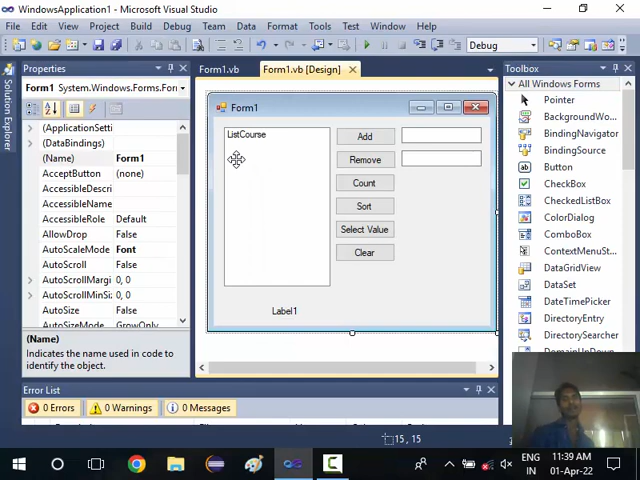 WindowsApplication1 - Microsoft Visual Studio
File Edit View Project Build Debug Team Data Format Tools Test Window Help
Debug
Solution Explorer
Properties
Form1 System.Windows.Forms.Form
(ApplicationSetti
(DataBindings)
(Name) Form1
AcceptButton (none)
AccessibleDescri
AccessibleName
AccessibleRole Default
AllowDrop False
AutoScaleMode Font
AutoScroll False
AutoScrollMargi 0, 0
AutoScrollMinSiz 0, 0
AutoSize False
AutoSizeMode GrowOnly
(Name)
Indicates the name used in code to
identify the object.
Form1.vb Form1.vb [Design]
Form1
ListCourse
Add
Remove
Count
Sort
Select Value
Clear
Label1
Toolbox
All Windows Forms
Pointer
BackgroundWo
BindingNavigator
BindingSource
Button
CheckBox
CheckedListBox
ColorDialog
ComboBox
ContextMenuSt
DataGridView
DataSet
DateTimePicker
DirectoryEntry
DirectorySearcher
DomainUpDown
Error List
0 Errors 0 Warnings 0 Messages
15 , 15
ENG
IN
11:39 AM
01-Apr-22